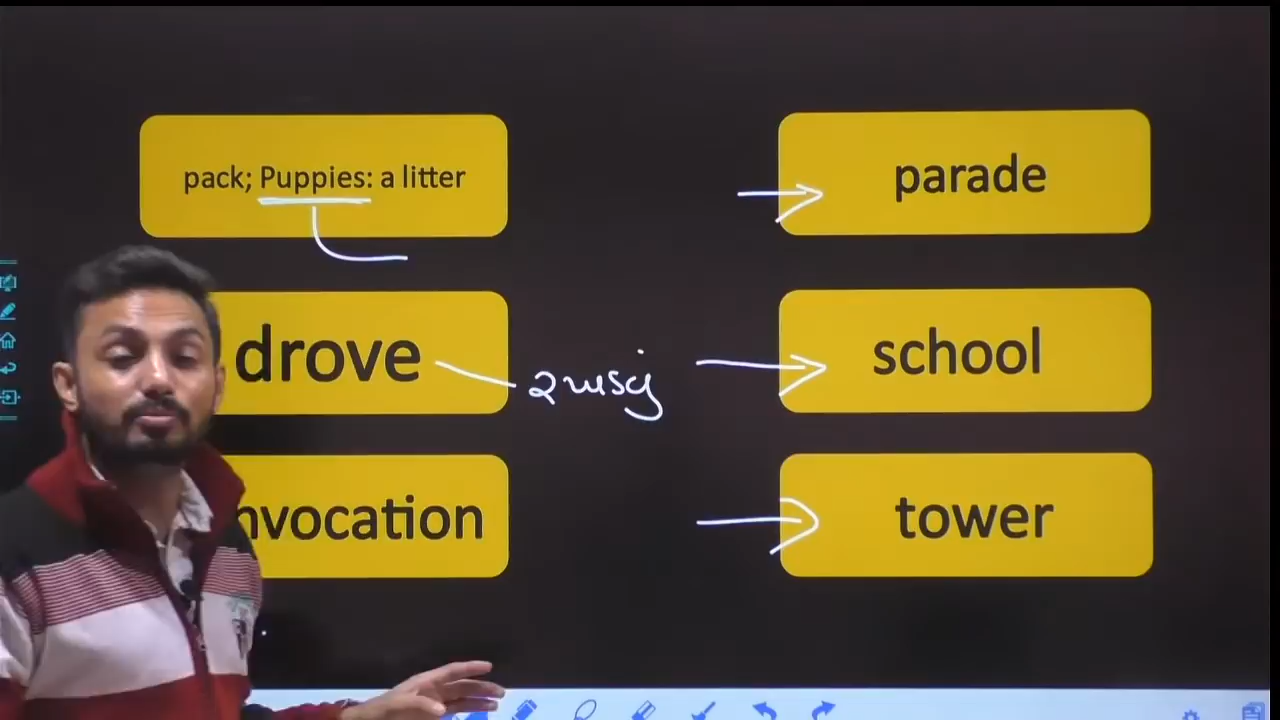 pack; Puppies: a litter
parade
drove
school
nvocation
tower